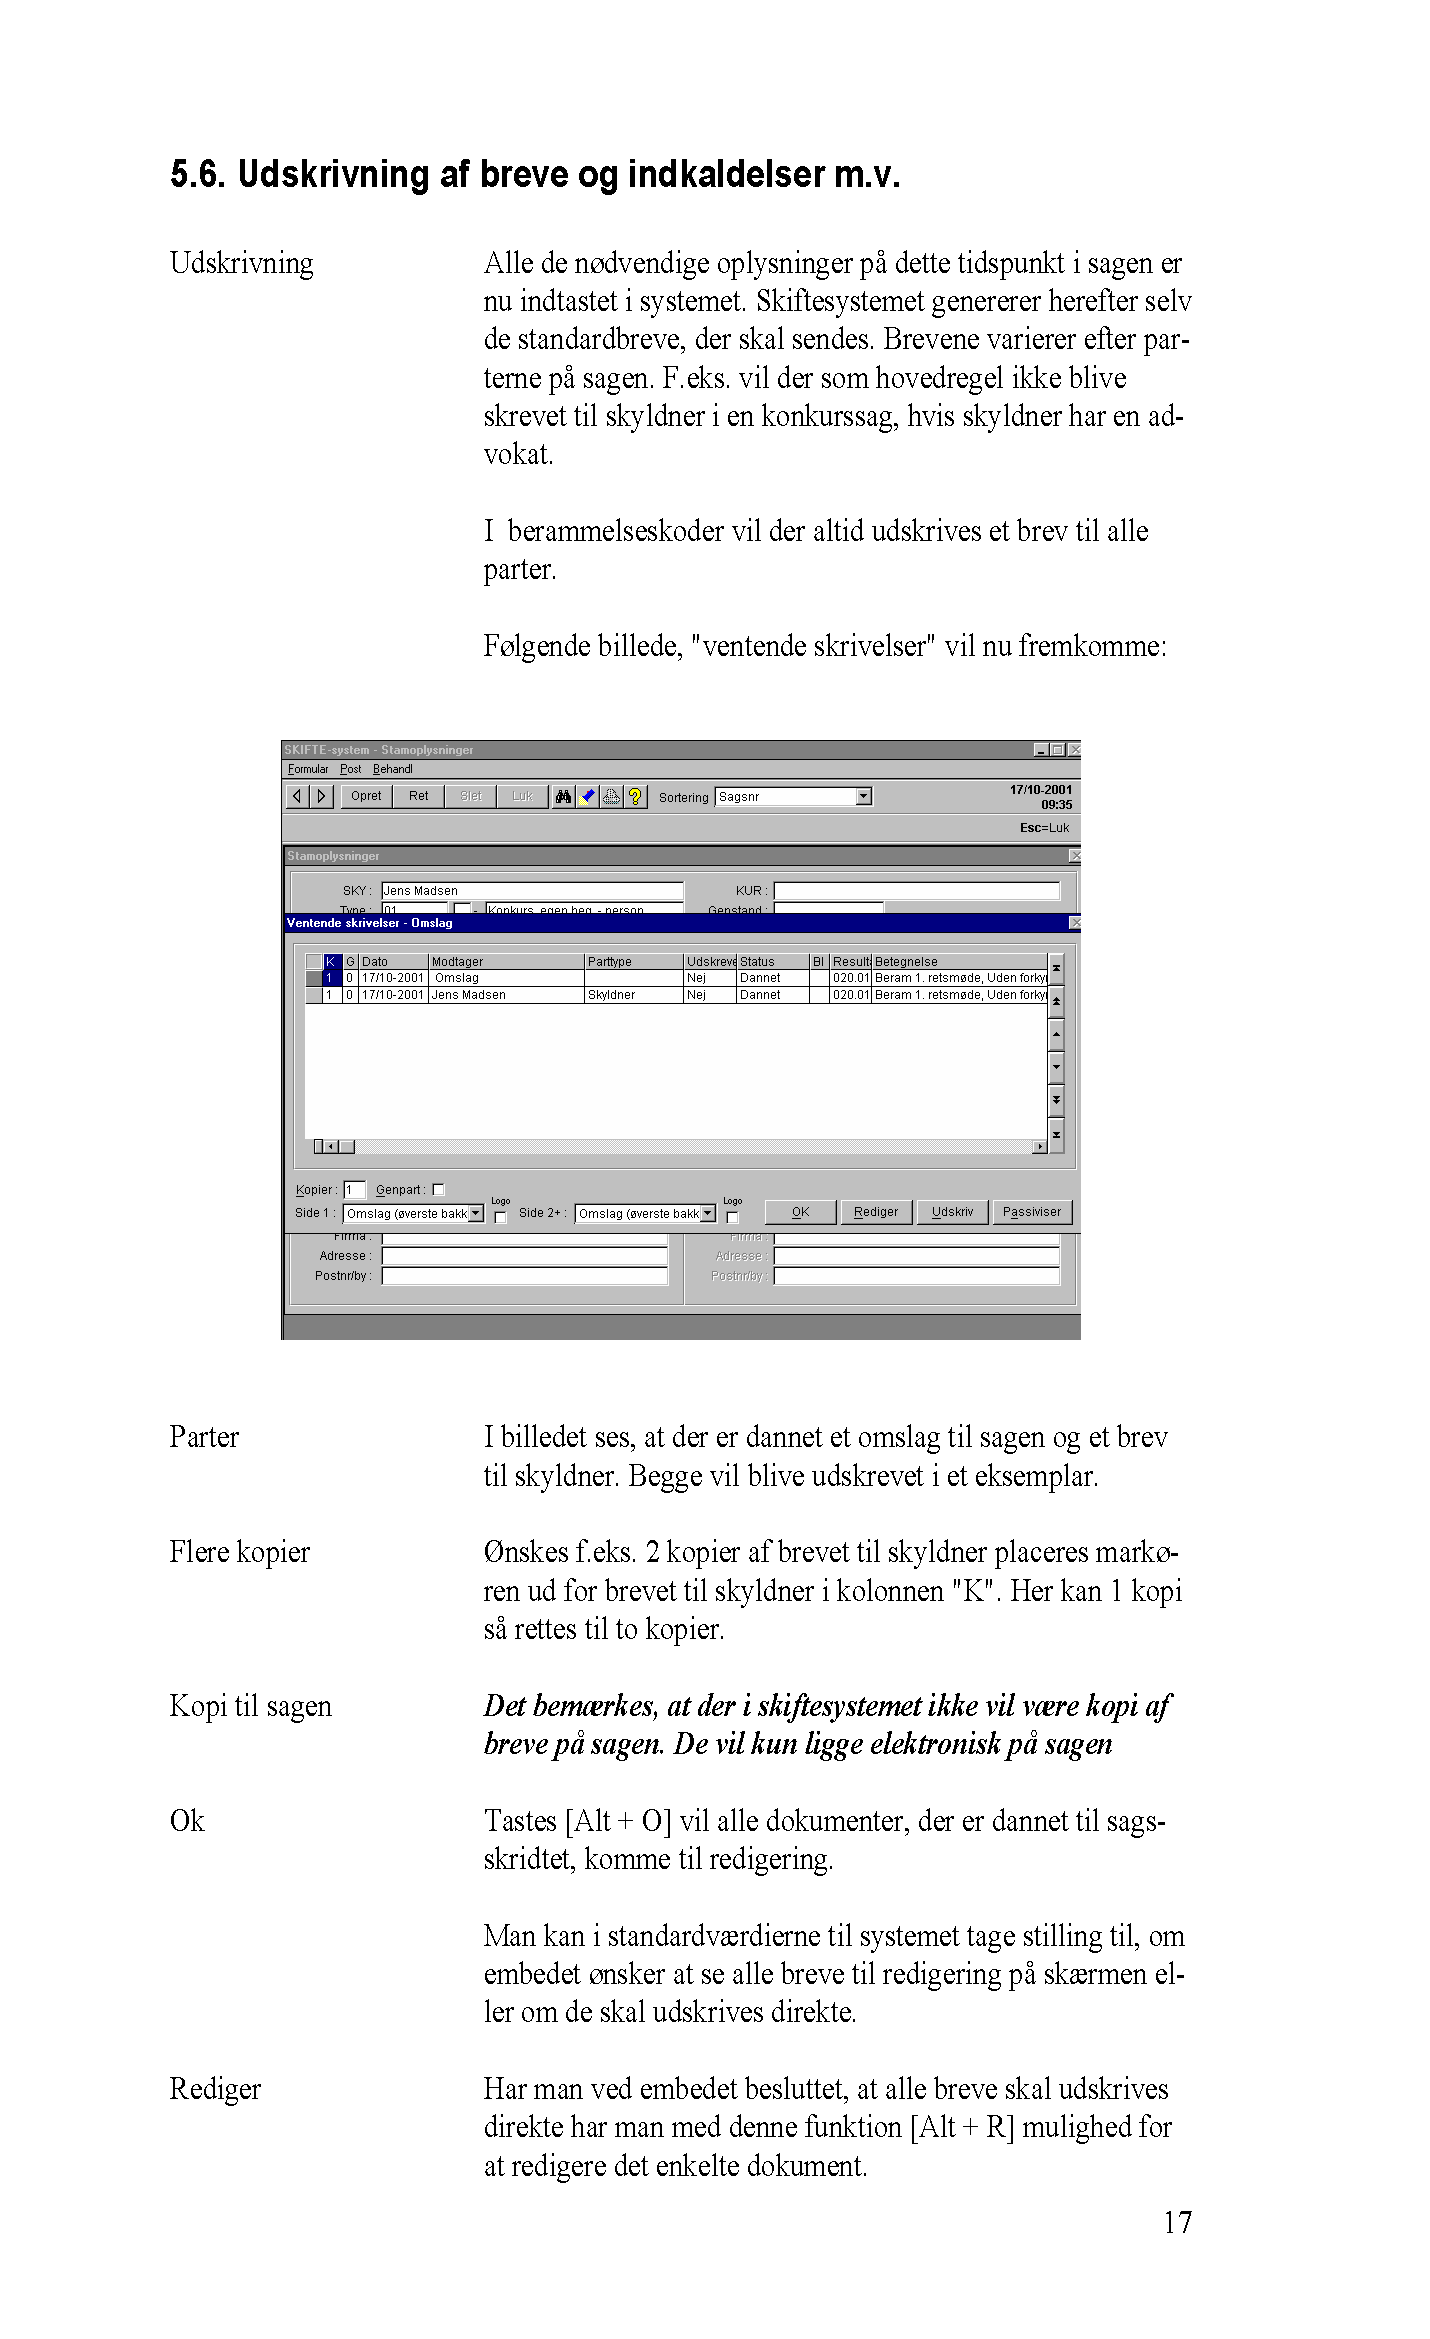 5.6. Udskrivning af breve og indkaldelser m.v.
Udskrivning
Alle de nødvendige oplysninger på dette tidspunkt i sagen er
nu indtastet i systemet. Skiftesystemet genererer herefter selv
de standardbreve, der skal sendes. Brevene varierer efter par-
terne på sagen. F.eks. vil der som hovedregel ikke blive
skrevet til skyldner i en konkurssag, hvis skyldner har en ad-
vokat.
I berammelseskoder vil der altid udskrives et brev til alle
parter.
Følgende billede, "ventende skrivelser" vil nu fremkomme:
SKIFTE-system - Stamoplysninger
Formular Post Behandl
Opret Ret Slet Luk Sortering Sagsnr 17/10-2001
09:35
Esc=Luk
Stamoplysninger
SKY : Jens Madsen KUR :
Type : 01 - Konkurs, egen beg. - person Genstand :
Ventende skrivelser - Omslag
K G Dato Modtager Parttype Udskreve Status Bl Result Betegnelse
1 0 17/10-2001 Omslag Nej Dannet 020.01 Beram 1. retsmøde, Uden forky
1 0 17/10-2001 Jens Madsen Skyldner Nej Dannet 020.01 Beram 1. retsmøde, Uden forky
Kopier : 1 Genpart :
Side 1 : Omslag (øverste bakk Logo Side 2+ : Omslag (øverste bakk Logo OK Rediger Udskriv Passiviser
Firma : Firma :
Adresse : Adresse :
Postnr/by : Postnr/by :
Parter
I billedet ses, at der er dannet et omslag til sagen og et brev
til skyldner. Begge vil blive udskrevet i et eksemplar.
Flere kopier
Ønskes f.eks. 2 kopier af brevet til skyldner placeres markø-
ren ud for brevet til skyldner i kolonnen "K". Her kan 1 kopi
så rettes til to kopier.
Kopi til sagen
Det bemærkes, at der i skiftesystemet ikke vil være kopi af
breve på sagen. De vil kun ligge elektronisk på sagen
Ok
Tastes [Alt + O] vil alle dokumenter, der er dannet til sags-
skridtet, komme til redigering.
Man kan i standardværdierne til systemet tage stilling til, om
embedet ønsker at se alle breve til redigering på skærmen el-
ler om de skal udskrives direkte.
Rediger
Har man ved embedet besluttet, at alle breve skal udskrives
direkte har man med denne funktion [Alt + R] mulighed for
at redigere det enkelte dokument.
17